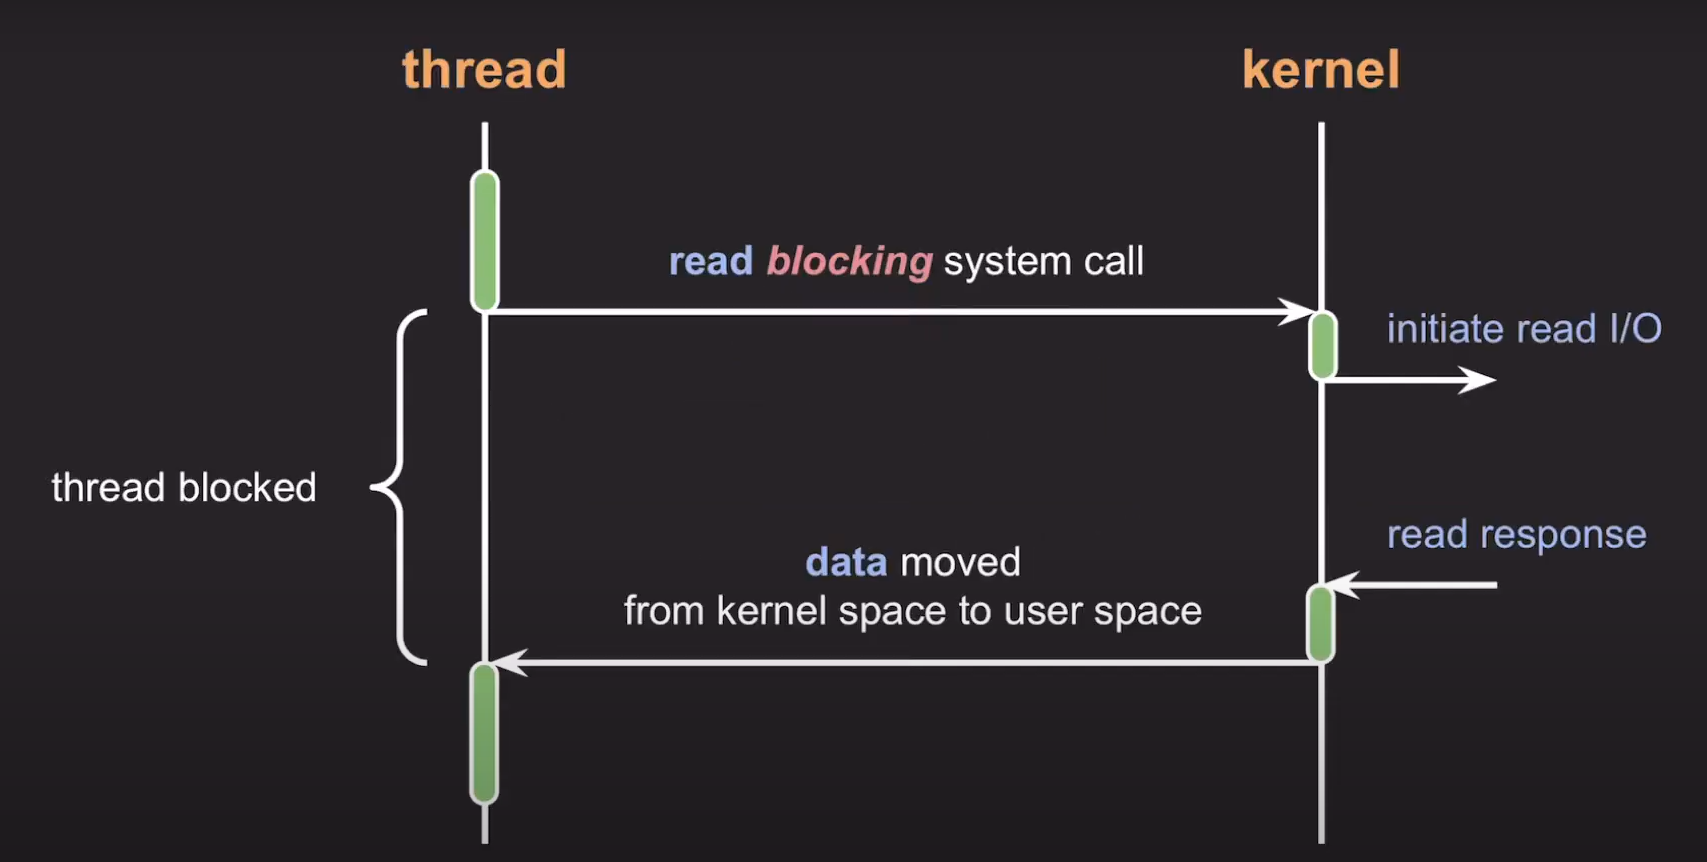 thread
kernel
read blocking system call
initiate read I/O
thread blocked
read response
data moved
from kernel space to user space